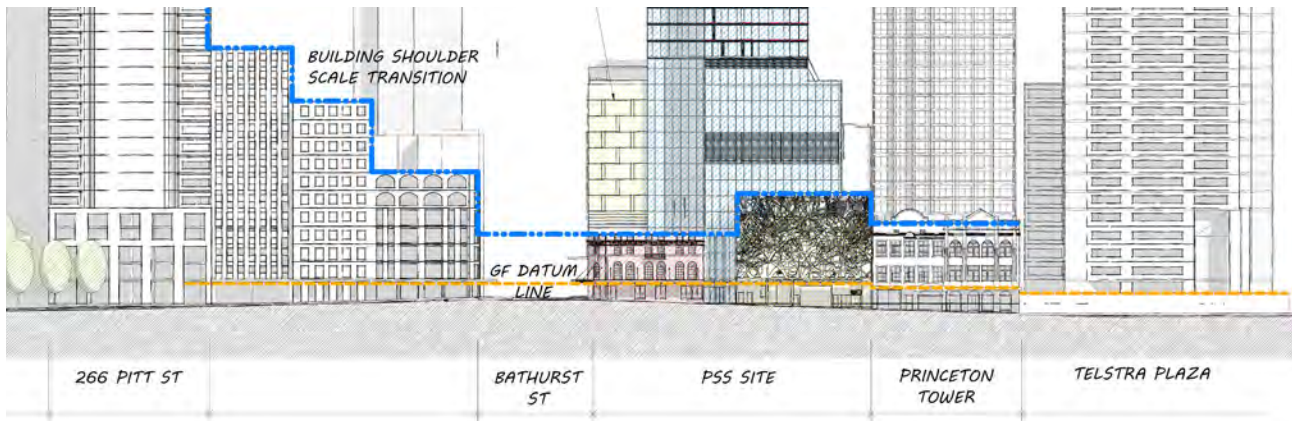 BUILDING SHOULDER
SCALE TRANSITION
GF DATUM
LINE
266 PITT ST
BATHURST
ST
PSS SITE
PRINCETON
TOWER
TELSTRA PLAZA